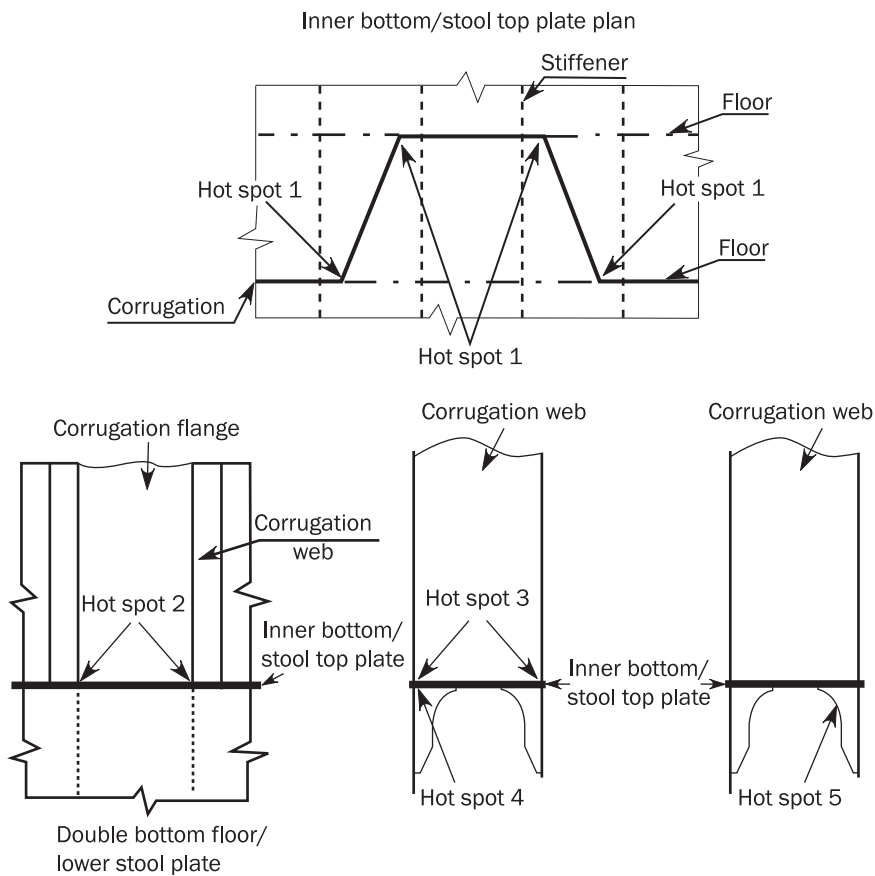 Inner bottom/stool top plate plan
Stiffener
Floor
Hot spot 1
Hot spot 1
Floor
Corrugation
Hot spot 1
Corrugation flange
Corrugation web
Corrugation web
Corrugation
web
Hot spot 2
Hot spot 3
Inner bottom/
stool top plate
Inner bottom/
stool top plate
Hot spot 4
Hot spot 5
Double bottom floor/
lower stool plate